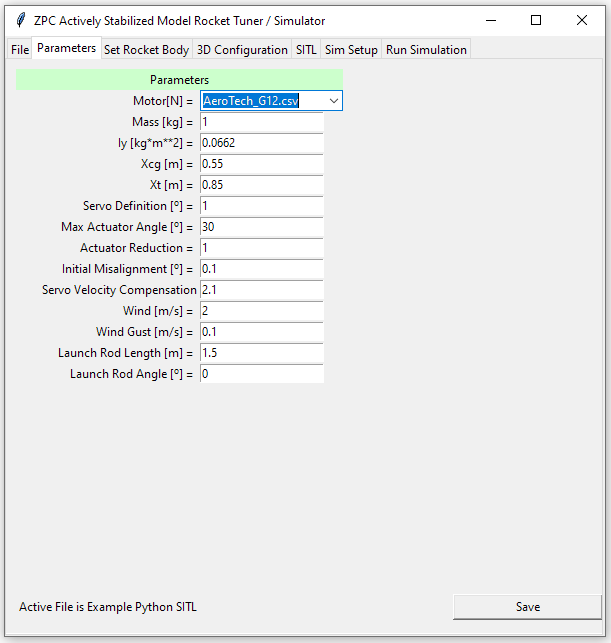 ZPC Actively Stabilized Model Rocket Tuner / Simulator
File Parameters Set Rocket Body 3D Configuration SITL Sim Setup Run Simulation
Parameters
Motor[N] = AeroTech_G12.csv
Mass [kg] = 1
Iy [kg*m**2] = 0.0662
Xcg [m] = 0.55
Xt [m] = 0.85
Servo Definition [º] = 1
Max Actuator Angle [º] = 30
Actuator Reduction = 1
Initial Misalignment [º] = 0.1
Servo Velocity Compensation 2.1
Wind [m/s] = 2
Wind Gust [m/s] = 0.1
Launch Rod Length [m] = 1.5
Launch Rod Angle [º] = 0
Active File is Example Python SITL Save